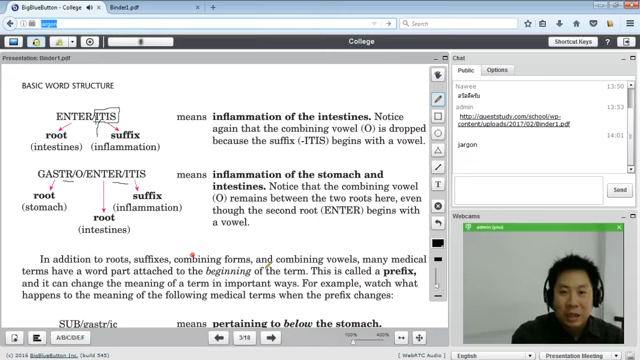 BigBlueButton - College
Binder1.pdf
jargon
College
Shortcut Keys
Presentation: Binder1.pdf
BASIC WORD STRUCTURE
ENTER/ITIS means inflammation of the intestines. Notice
again that the combining vowel (O) is dropped
because the suffix (-ITIS) begins with a vowel.
root suffix
(intestines) (inflammation)
GASTR/O/ENTER/ITIS means inflammation of the stomach and
intestines. Notice that the combining vowel
(O) remains between the two roots here, even
though the second root (ENTER) begins with
a vowel.
root suffix
(stomach) (inflammation)
root
(intestines)
In addition to roots, suffixes, combining forms, and combining vowels, many medical
terms have a word part attached to the beginning of the term. This is called a prefix,
and it can change the meaning of a term in important ways. For example, watch what
happens to the meaning of the following medical terms when the prefix changes:
SUB/gastr/ic means pertaining to below the stomach.
A/B/C/D/E/F
3/18
100% 400%
Chat
Public Options
Nawee 13:50
สวัสดีครับ
admin 13:53
http://queststudy.com/school/wp-
content/uploads/2017/02/Binder1.pdf
14:01
jargon
Send
Webcams
admin (you)
© 2016 BigBlueButton Inc. (build 545)
[ WebRTC Audio ]
English
Default Layout